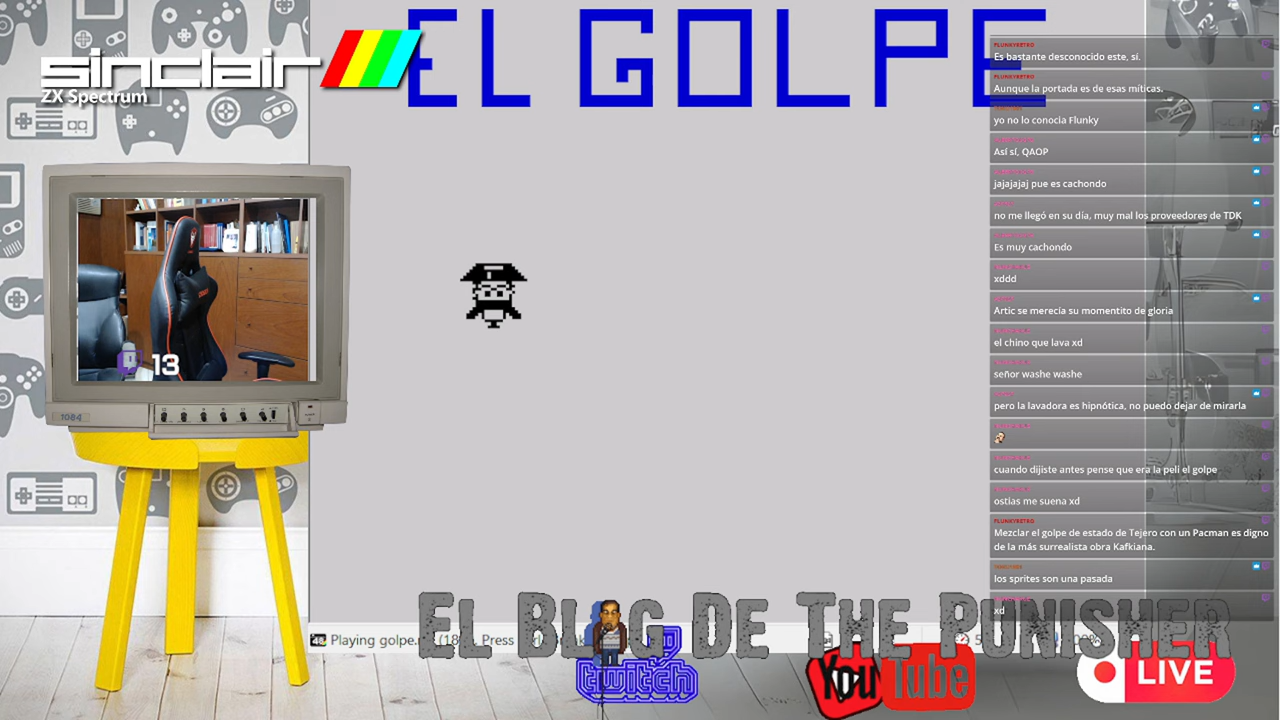 EL GOLPE
sinclair
ZX Spectrum
FLUNKYRETRO
Es bastante desconocido este, sí.
FLUNKYRETRO
Aunque la portada es de esas míticas.
yo no lo conocia Flunky
Así sí, QAOP
jajajajaj pue es cachondo
no me llegó en su día, muy mal los proveedores de TDK
Es muy cachondo
xddd
Artic se merecia su momentito de gloria
el chino que lava xd
señor washe washe
pero la lavadora es hipnótica, no puedo dejar de mirarla
cuando dijiste antes pense que era la peli el golpe
ostias me suena xd
FLUNKYRETRO
Mezclar el golpe de estado de Tejero con un Pacman es digno
de la más surrealista obra Kafkiana.
los sprites son una pasada
xd
13
1084
El Blog De The Punisher
Playing golpe. Press
twitch
YouTube
LIVE